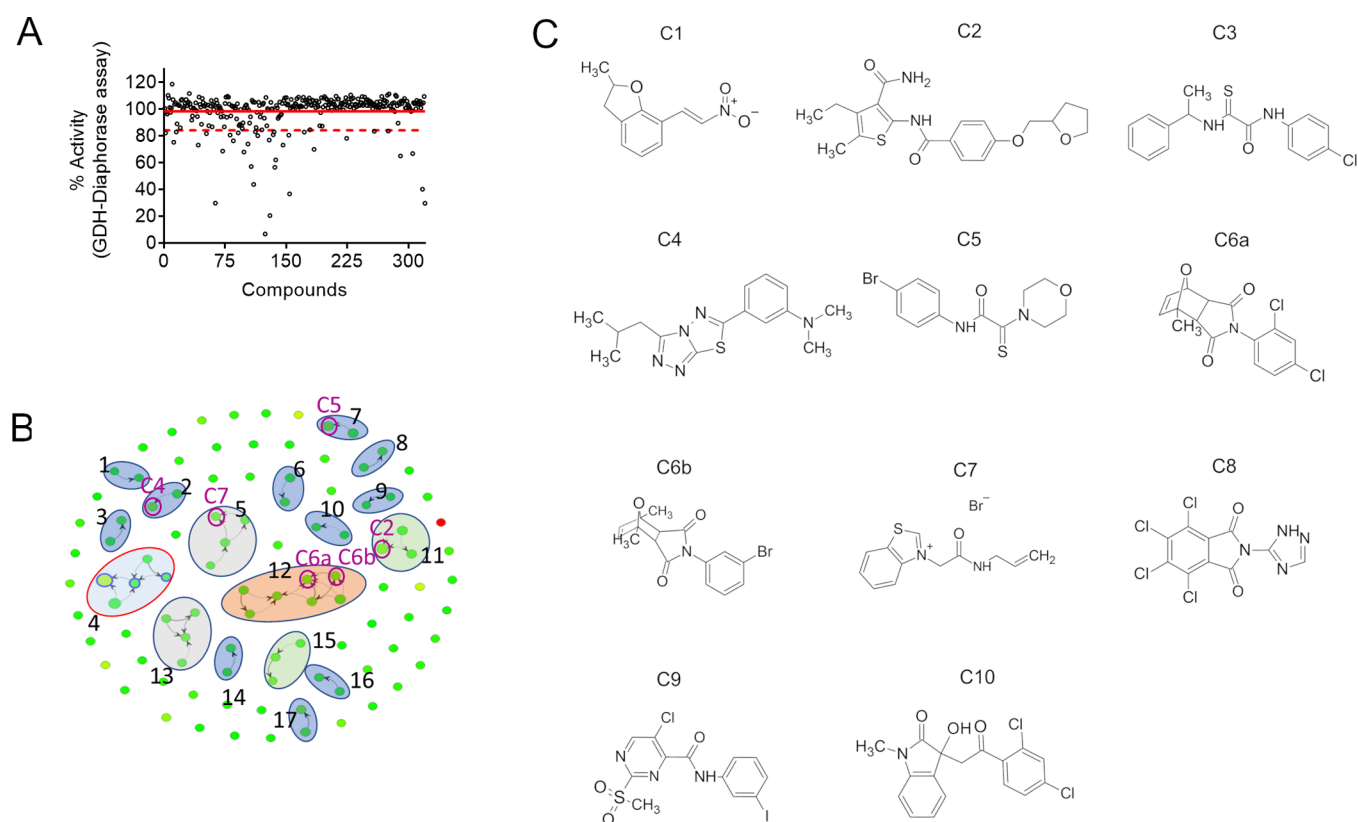 A
% Activity
(GDH-Diaphorase assay)
120
100
80
60
40
20
0
0 75 150 225 300
Compounds
B
C5
7
8
1
C4
2
C7
5
6
9
3
10
C2
11
4
12
C6a
C6b
13
14
15
16
17
C
C1 C2 C3
H3C
O
N+
O
O−
O
NH2
H3C
S
H3C
NH
O
O
O
CH3
S
NH
NH
O
Cl
C4 C5 C6a
H3C
CH3
N
N
N
N
S
N
CH3
CH3
Br
NH
O
S
N
O
O
CH3
O
N
O
Cl
Cl
C6b C7 C8
O
CH3
CH3
O
N
O
Br
Br−
S
N+
O
NH
CH2
Cl
Cl
Cl
Cl
O
N
O
NH
N
N
C9 C10
Cl
N
N
O
NH
O
S
O
CH3
I
O
OH
O
Cl
H3C
N
Cl